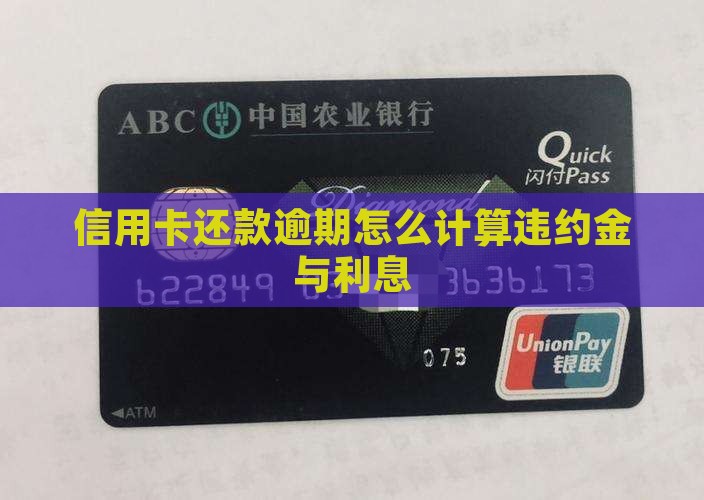 ABC 中国农业银行
Quick
闪付Pass
Diamond
信用卡还款逾期怎么计算违约金
与利息
622849 3636173
075
UnionPay
银联
◀ATM